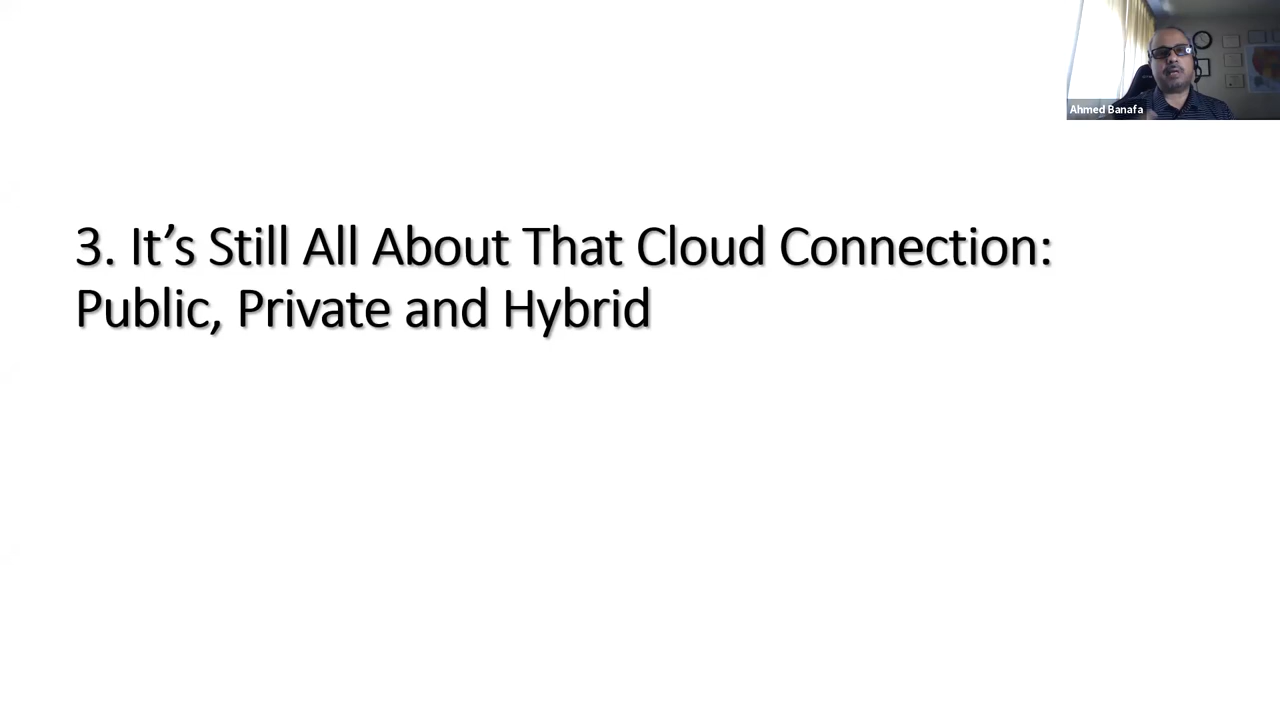 Ahmed Banafa
3. It’s Still All About That Cloud Connection:
Public, Private and Hybrid